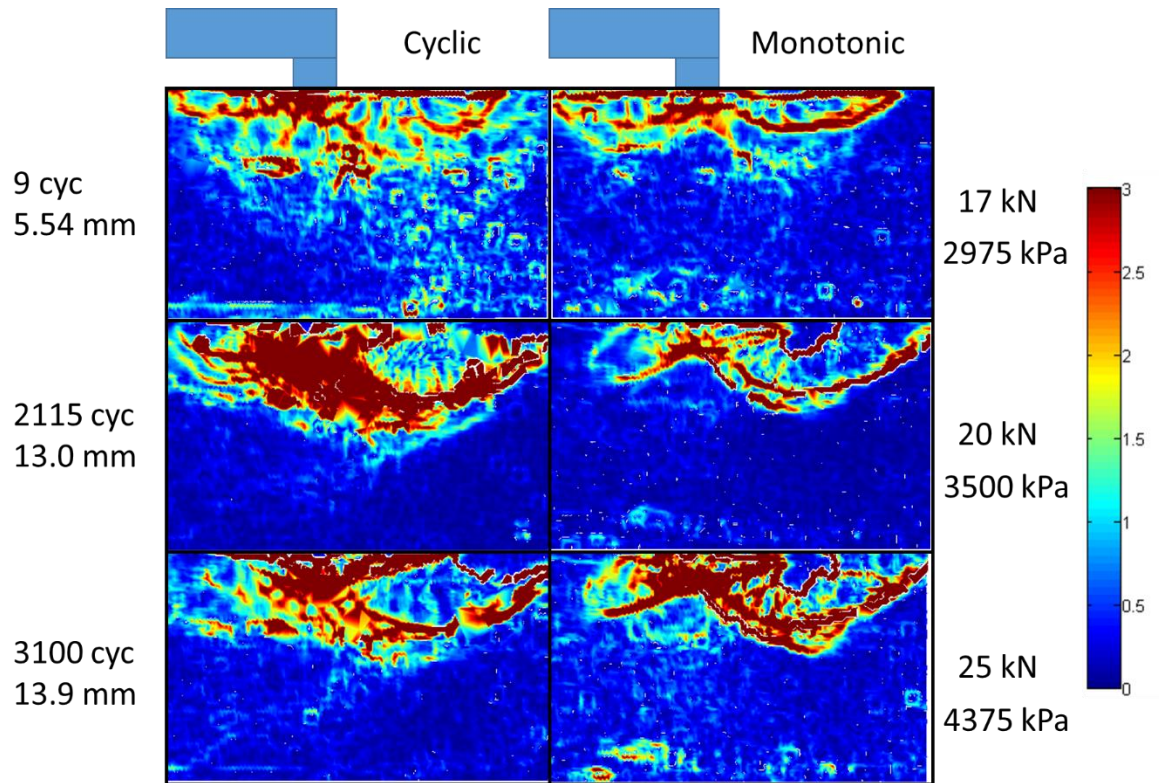 Cyclic
Monotonic
9 cyc
5.54 mm
17 kN
2975 kPa
2115 cyc
13.0 mm
20 kN
3500 kPa
3100 cyc
13.9 mm
25 kN
4375 kPa
3
2.5
2
1.5
1
0.5
0